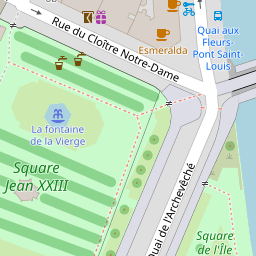 Rue du Cloître Notre-Dame
Esmeralda
Quai aux
Fleurs-
Pont Saint-
Louis
La fontaine
de la Vierge
Square
Jean XXIII
Quai de l'Archevêché
Square
de l'Île